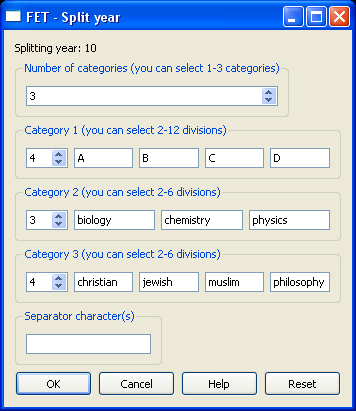 FET - Split year
Splitting year: 10
Number of categories (you can select 1-3 categories)
3
Category 1 (you can select 2-12 divisions)
4 A B C D
Category 2 (you can select 2-6 divisions)
3 biology chemistry physics
Category 3 (you can select 2-6 divisions)
4 christian jewish muslim philosophy
Separator character(s)
OK Cancel Help Reset